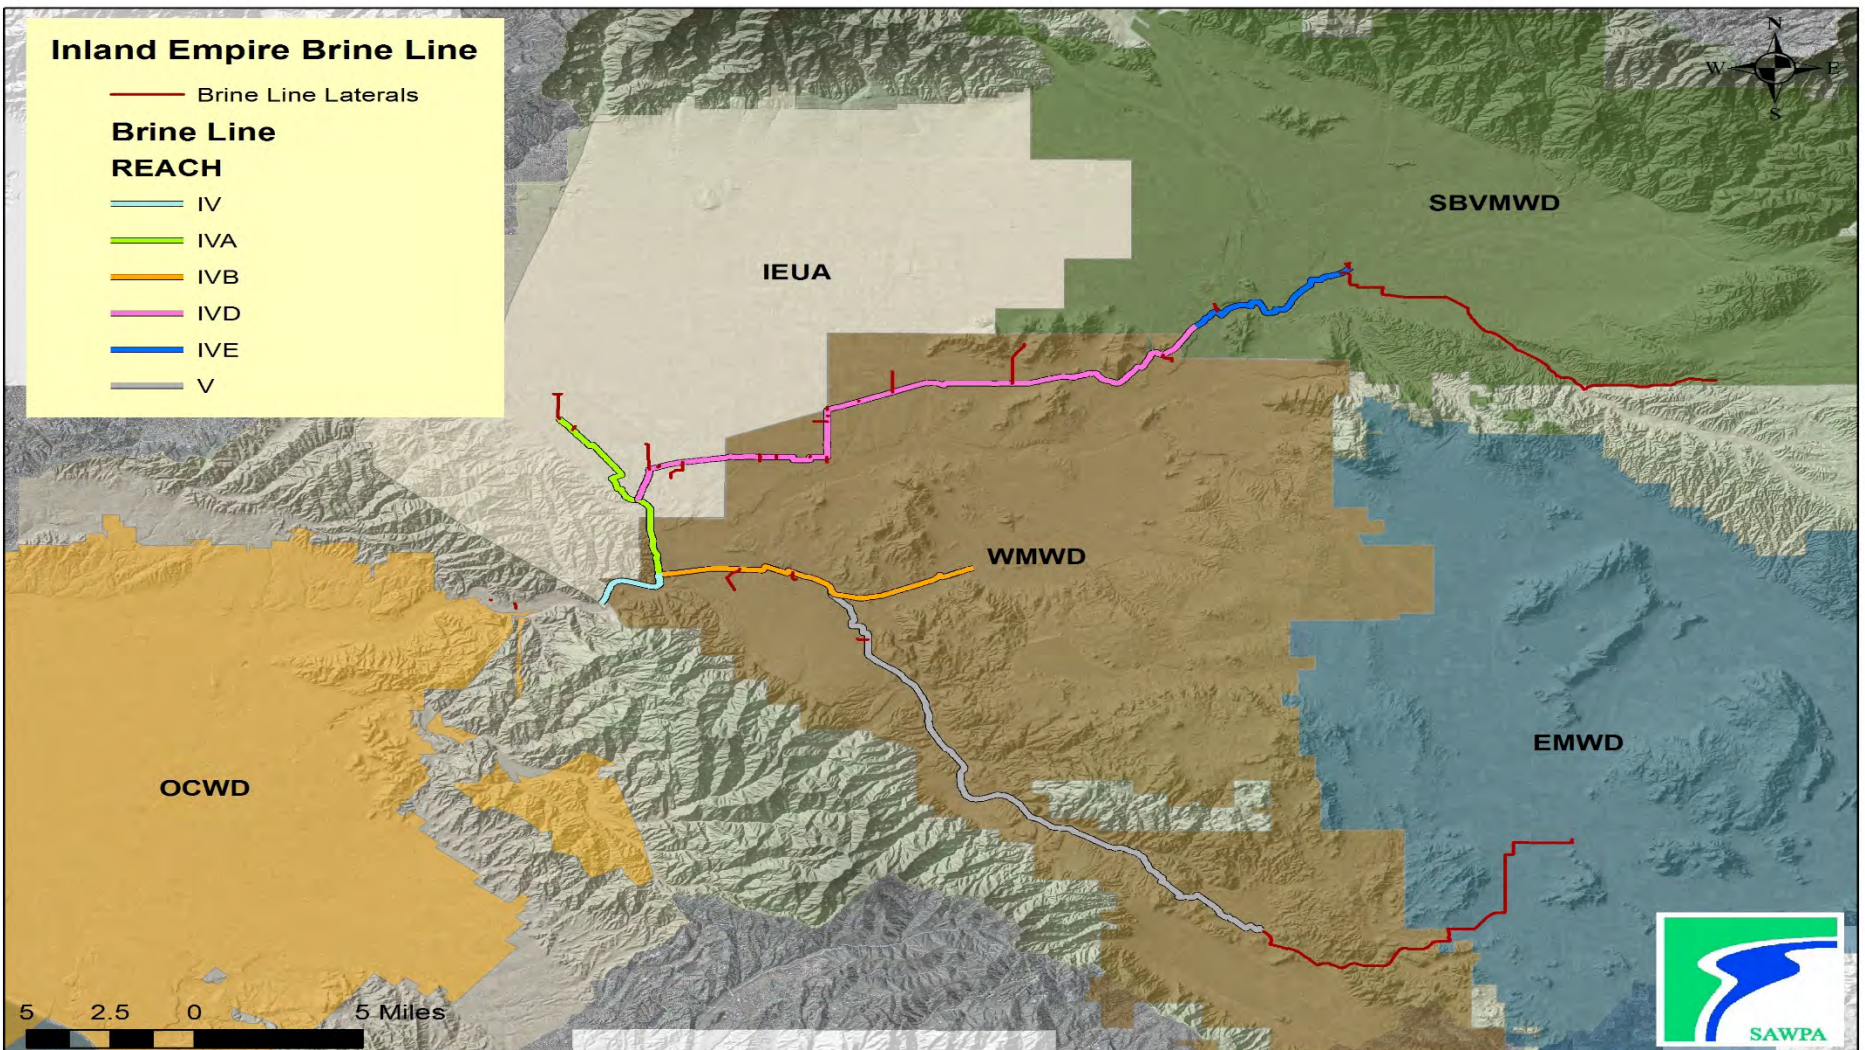 Inland Empire Brine Line
Brine Line Laterals
Brine Line
REACH
IV
IVA
IVB
IVD
IVE
V
N
W E
S
SBVMWD
IEUA
WMWD
EMWD
OCWD
5 2.5 0 5 Miles
SAWPA